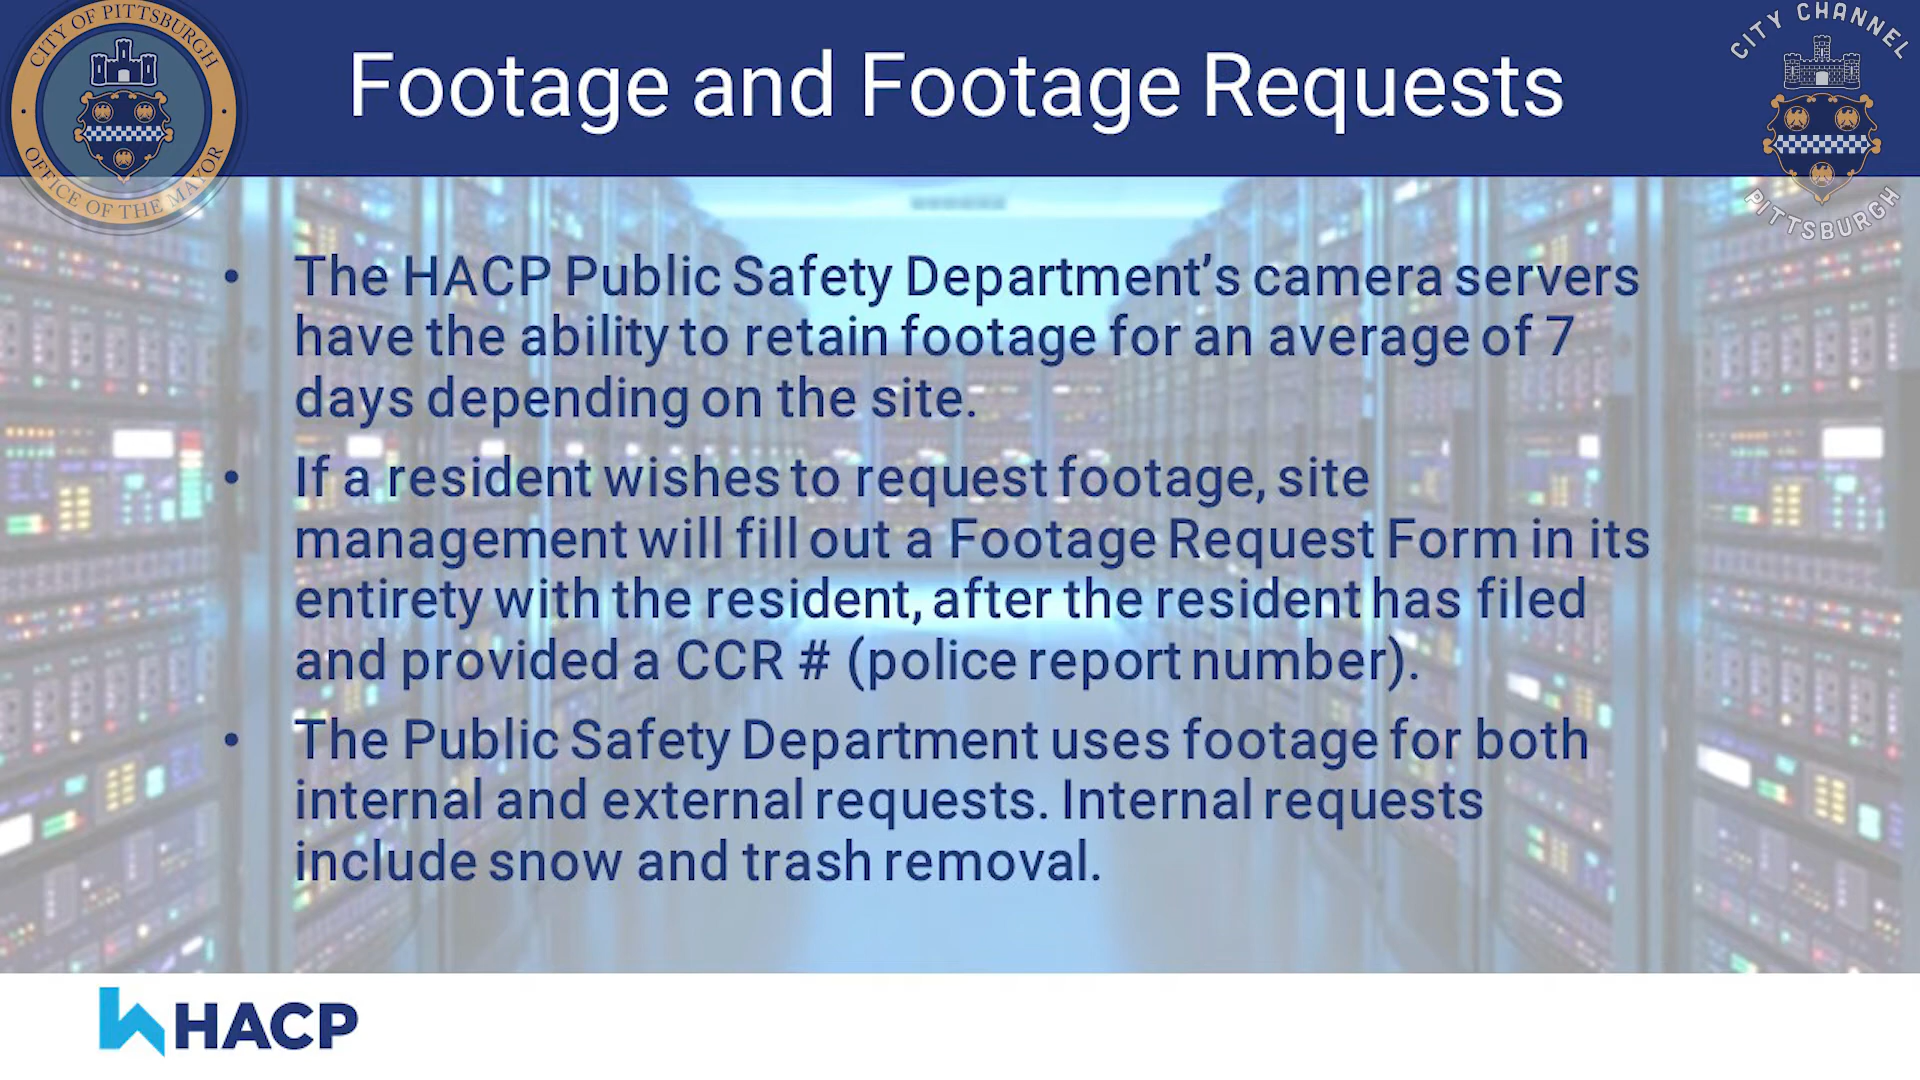 CITY OF PITTSBURGH
OFFICE OF THE MAYOR
Footage and Footage Requests
CITY CHANNEL
PITTSBURGH
• The HACP Public Safety Department’s camera servers
have the ability to retain footage for an average of 7
days depending on the site.
• If a resident wishes to request footage, site
management will fill out a Footage Request Form in its
entirety with the resident, after the resident has filed
and provided a CCR # (police report number).
• The Public Safety Department uses footage for both
internal and external requests. Internal requests
include snow and trash removal.
HACP